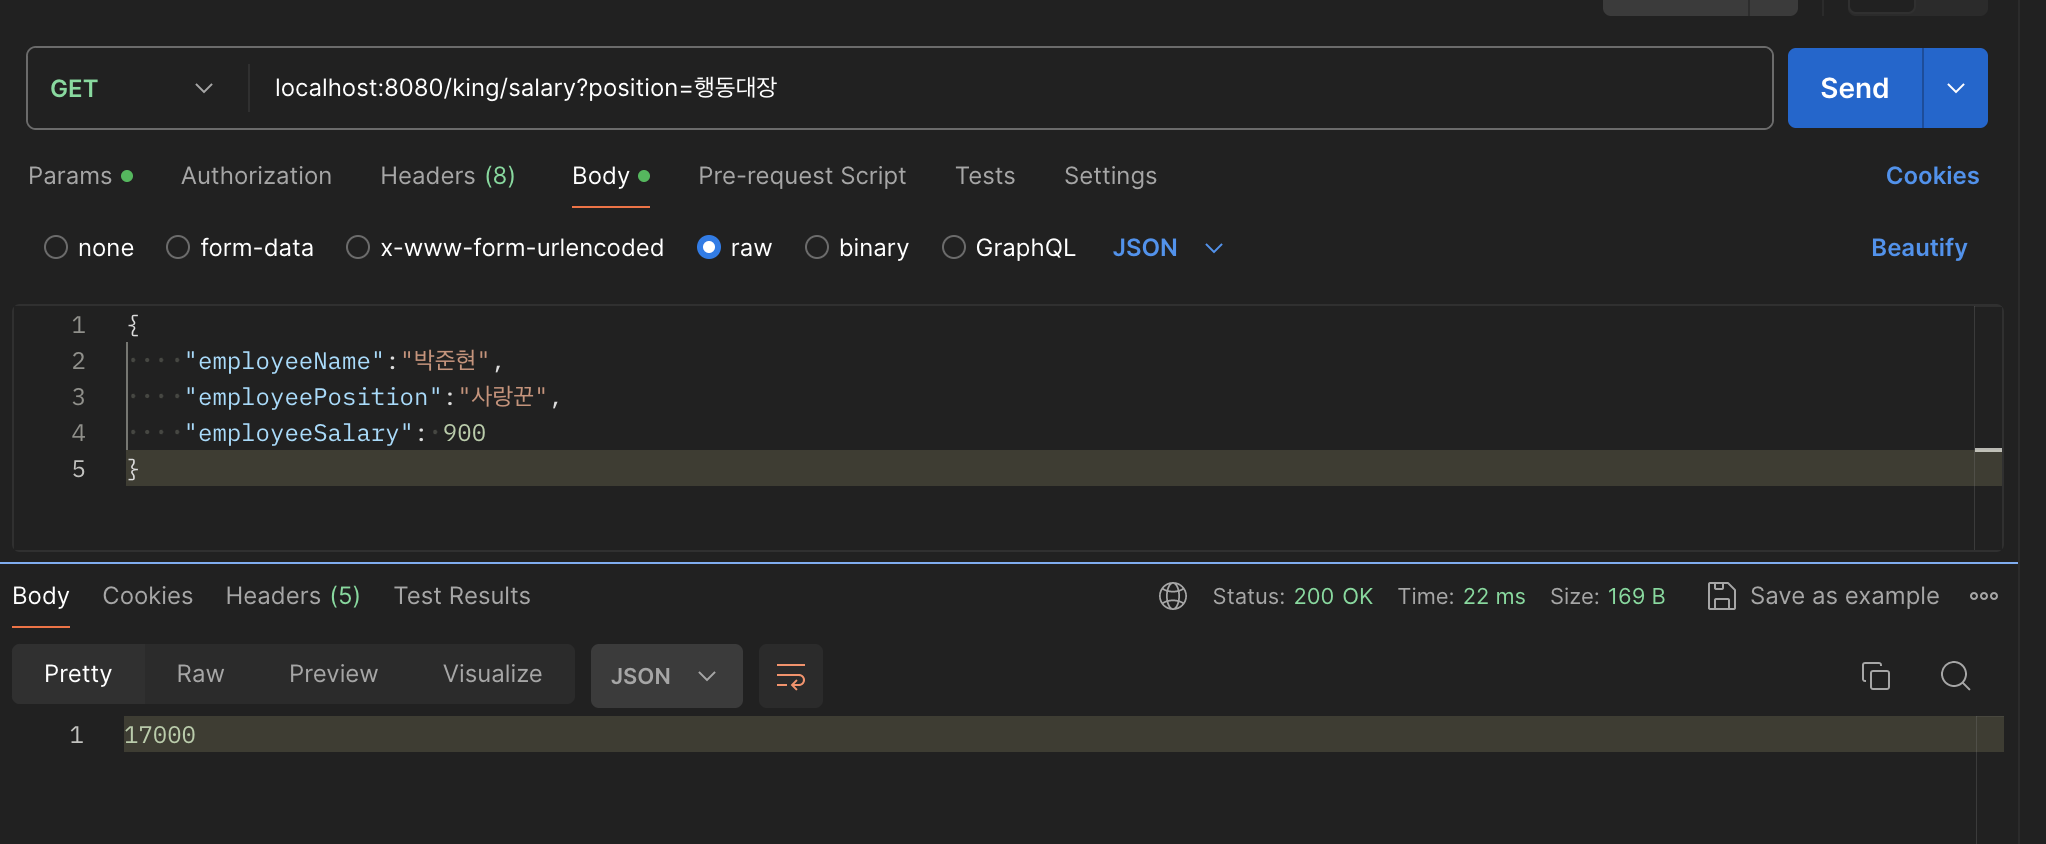 GET localhost:8080/king/salary?position=행동대장 Send
Params Authorization Headers (8) Body Pre-request Script Tests Settings Cookies
none form-data x-www-form-urlencoded raw binary GraphQL JSON Beautify
1 {
2 "employeeName":"박준현",
3 "employeePosition":"사랑꾼",
4 "employeeSalary": 900
5 }
Body Cookies Headers (5) Test Results Status: 200 OK Time: 22 ms Size: 169 B Save as example
Pretty Raw Preview Visualize JSON
1 17000